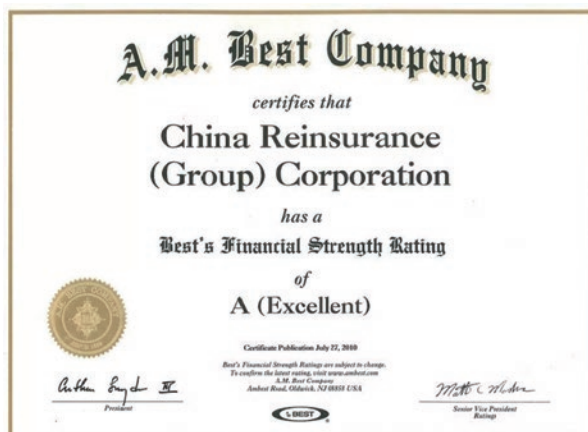 A.M. Best Company
certifies that
China Reinsurance
(Group) Corporation
has a
Best's Financial Strength Rating
of
A (Excellent)
Certificate Publication July 27, 2010
Best's Financial Strength Ratings are subject to change.
To confirm the latest rating, visit www.ambest.com
A.M. Best Company
Ambest Road, Oldwick, NJ 08858 USA
President
Senior Vice President
Ratings
BEST